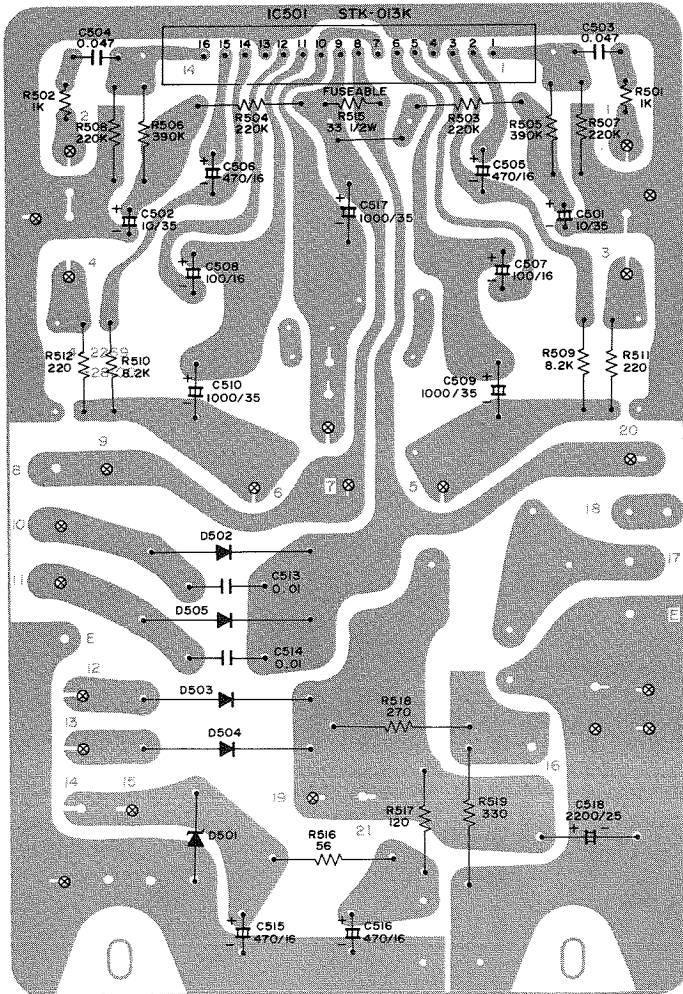 IC501 STK-013K
C504
0.047
C503
0.047
16 15 14 13 12 11 10 9 8 7 6 5 4 3 2 1
14
1
R502
1K
2
R508
220K
R506
390K
R504
220K
FUSEABLE
R515
33 1/2W
R503
220K
R505
390K
R507
220K
1
R501
1K
C506
470/16
C505
470/16
C502
10/35
C517
1000/35
C501
10/35
4
3
C508
100/16
C507
100/16
R512
220
R510
8.2K
R509
8.2K
R511
220
C510
1000/35
C509
1000/35
9
20
8
6
7
5
10
18
D502
11
C513
0.01
17
D505
E
E
C514
0.01
12
D503
13
R518
270
D504
16
14
15
19
R517
120
R519
330
C518
2200/25
21
D501
R516
56
C515
470/16
C516
470/16